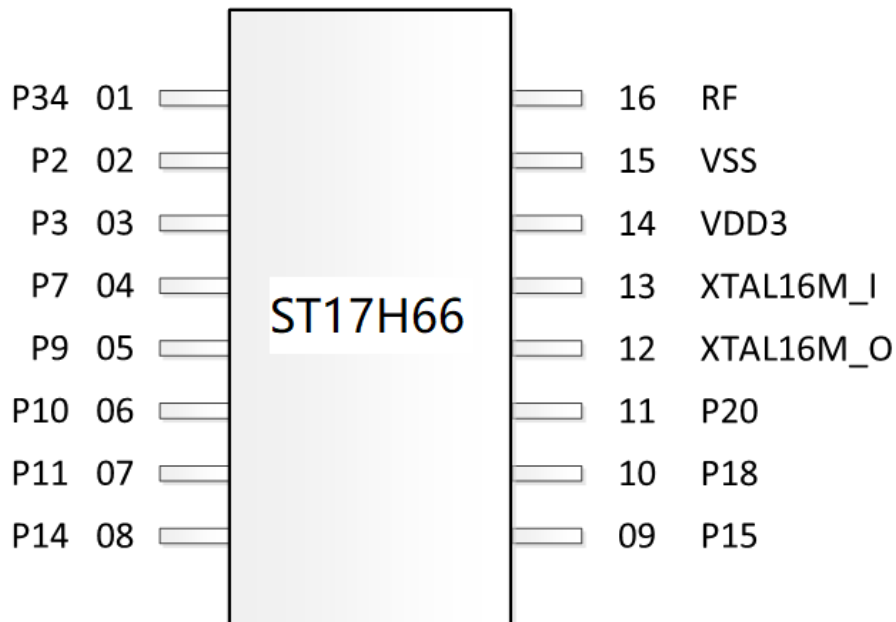 P34 01 16 RF
P2 02 15 VSS
P3 03 14 VDD3
P7 04 13 XTAL16M_I
ST17H66
P9 05 12 XTAL16M_O
P10 06 11 P20
P11 07 10 P18
P14 08 09 P15